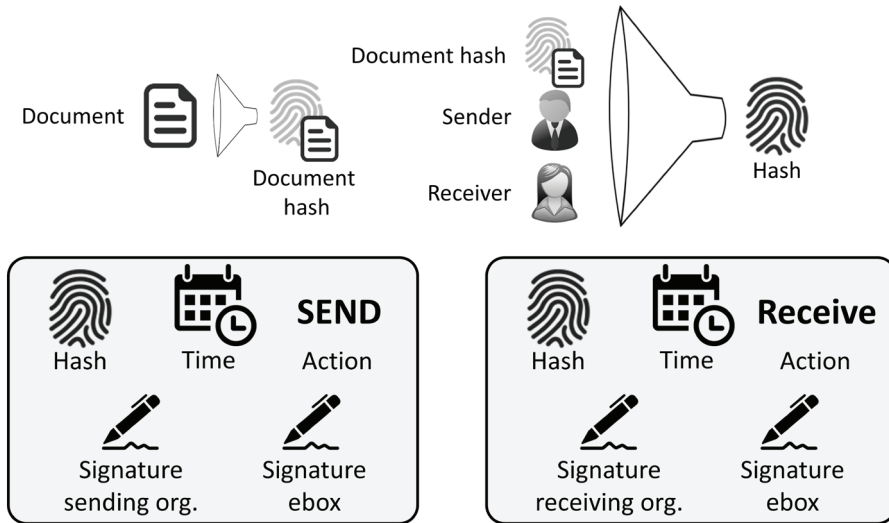 Document
Document
hash
Document hash
Sender
Receiver
Hash
Hash
Time
SEND
Action
Signature
sending org.
Signature
ebox
Hash
Time
Receive
Action
Signature
receiving org.
Signature
ebox